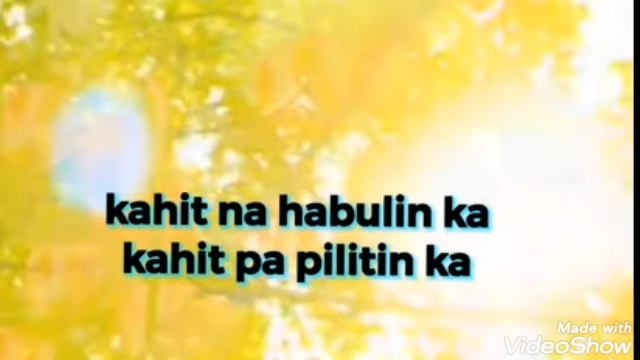 kahit na habulin ka
kahit pa pilitin ka
Made with
VideoShow